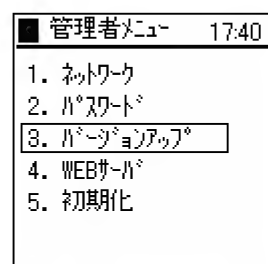 管理者ﾒﾆｭｰ 17:40
1. ﾈｯﾄﾜｰｸ
2. ﾊﾟｽﾜｰﾄﾞ
3. ﾊﾞｰｼﾞｮﾝｱｯﾌﾟ
4. WEBｻｰﾊﾞ
5. 初期化